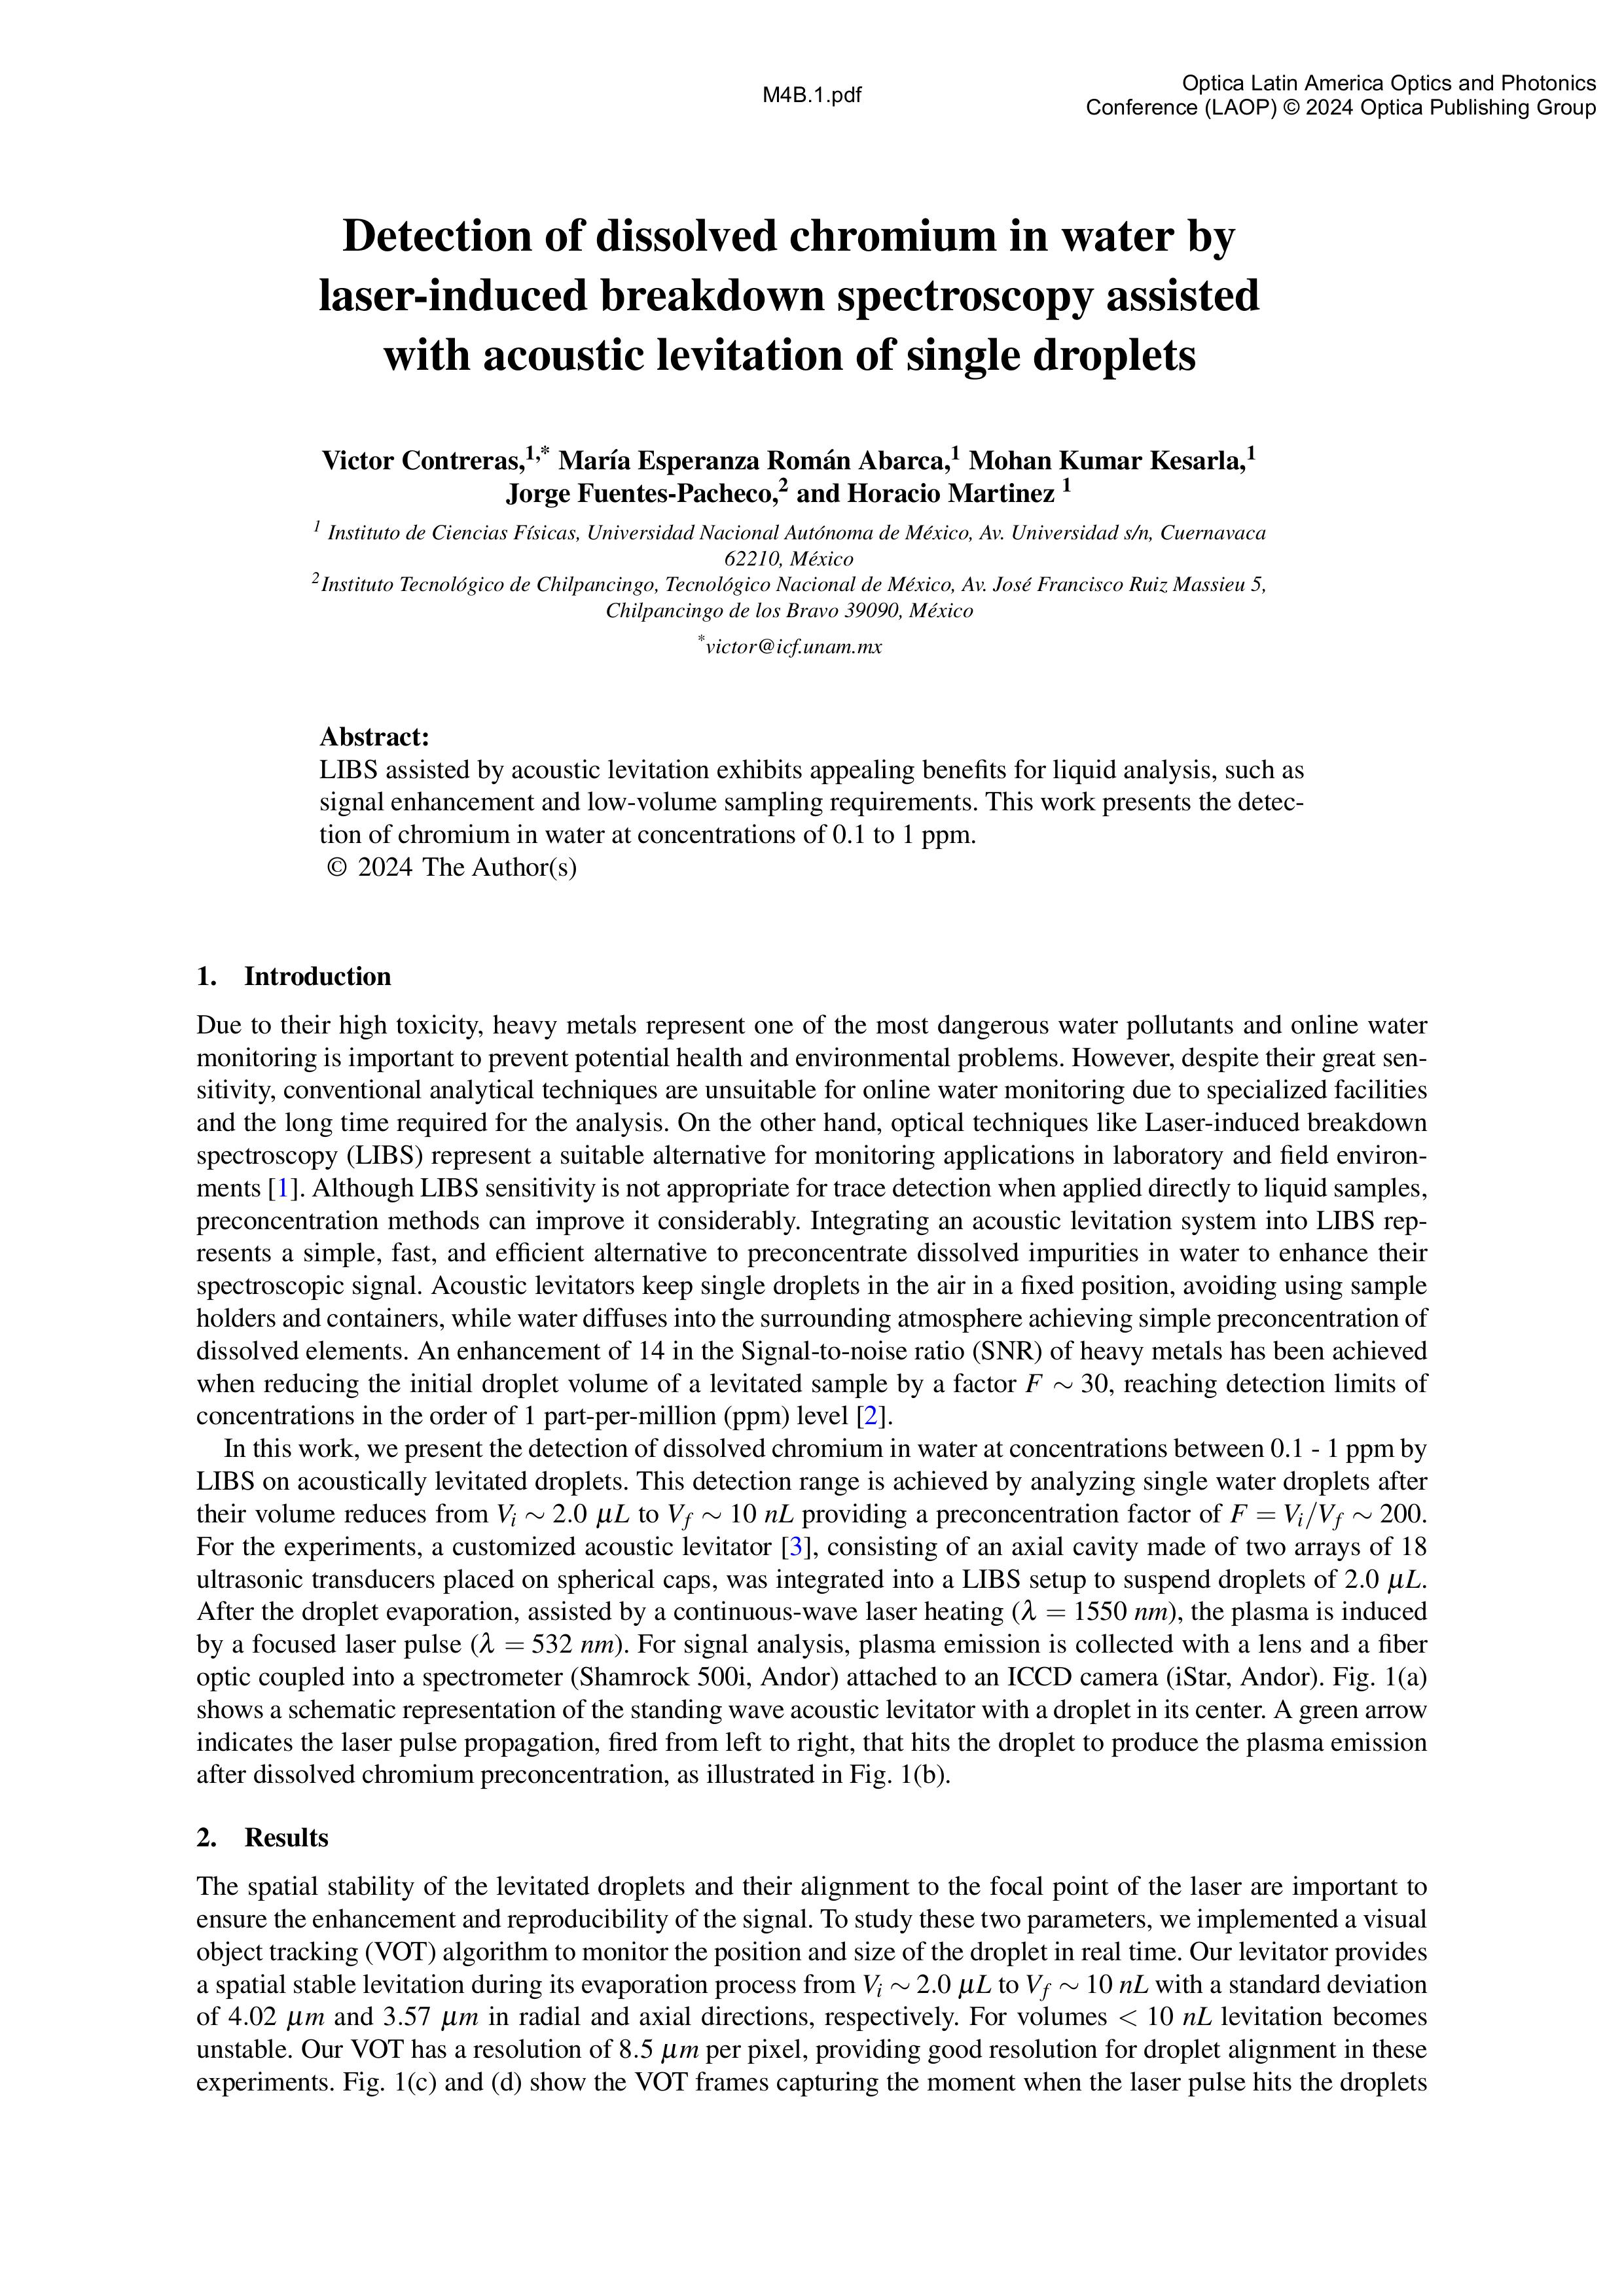 M4B.1.pdf
Optica Latin America Optics and Photonics
Conference (LAOP) © 2024 Optica Publishing Group
Detection of dissolved chromium in water by
laser-induced breakdown spectroscopy assisted
with acoustic levitation of single droplets
Victor Contreras,1,* María Esperanza Román Abarca,1 Mohan Kumar Kesarla,1
Jorge Fuentes-Pacheco,2 and Horacio Martinez 1
1 Instituto de Ciencias Físicas, Universidad Nacional Autónoma de México, Av. Universidad s/n, Cuernavaca
62210, México
2Instituto Tecnológico de Chilpancingo, Tecnológico Nacional de México, Av. José Francisco Ruiz Massieu 5,
Chilpancingo de los Bravo 39090, México
*victor@icf.unam.mx
Abstract:
LIBS assisted by acoustic levitation exhibits appealing benefits for liquid analysis, such as
signal enhancement and low-volume sampling requirements. This work presents the detec-
tion of chromium in water at concentrations of 0.1 to 1 ppm.
© 2024 The Author(s)
1. Introduction
Due to their high toxicity, heavy metals represent one of the most dangerous water pollutants and online water
monitoring is important to prevent potential health and environmental problems. However, despite their great sen-
sitivity, conventional analytical techniques are unsuitable for online water monitoring due to specialized facilities
and the long time required for the analysis. On the other hand, optical techniques like Laser-induced breakdown
spectroscopy (LIBS) represent a suitable alternative for monitoring applications in laboratory and field environ-
ments [1]. Although LIBS sensitivity is not appropriate for trace detection when applied directly to liquid samples,
preconcentration methods can improve it considerably. Integrating an acoustic levitation system into LIBS rep-
resents a simple, fast, and efficient alternative to preconcentrate dissolved impurities in water to enhance their
spectroscopic signal. Acoustic levitators keep single droplets in the air in a fixed position, avoiding using sample
holders and containers, while water diffuses into the surrounding atmosphere achieving simple preconcentration of
dissolved elements. An enhancement of 14 in the Signal-to-noise ratio (SNR) of heavy metals has been achieved
when reducing the initial droplet volume of a levitated sample by a factor F ∼ 30, reaching detection limits of
concentrations in the order of 1 part-per-million (ppm) level [2].
In this work, we present the detection of dissolved chromium in water at concentrations between 0.1 - 1 ppm by
LIBS on acoustically levitated droplets. This detection range is achieved by analyzing single water droplets after
their volume reduces from Vi ∼ 2.0 μL to Vf ∼ 10 nL providing a preconcentration factor of F = Vi/Vf ∼ 200.
For the experiments, a customized acoustic levitator [3], consisting of an axial cavity made of two arrays of 18
ultrasonic transducers placed on spherical caps, was integrated into a LIBS setup to suspend droplets of 2.0 μL.
After the droplet evaporation, assisted by a continuous-wave laser heating (λ = 1550 nm), the plasma is induced
by a focused laser pulse (λ = 532 nm). For signal analysis, plasma emission is collected with a lens and a fiber
optic coupled into a spectrometer (Shamrock 500i, Andor) attached to an ICCD camera (iStar, Andor). Fig. 1(a)
shows a schematic representation of the standing wave acoustic levitator with a droplet in its center. A green arrow
indicates the laser pulse propagation, fired from left to right, that hits the droplet to produce the plasma emission
after dissolved chromium preconcentration, as illustrated in Fig. 1(b).
2. Results
The spatial stability of the levitated droplets and their alignment to the focal point of the laser are important to
ensure the enhancement and reproducibility of the signal. To study these two parameters, we implemented a visual
object tracking (VOT) algorithm to monitor the position and size of the droplet in real time. Our levitator provides
a spatial stable levitation during its evaporation process from Vi ∼ 2.0 μL to Vf ∼ 10 nL with a standard deviation
of 4.02 μm and 3.57 μm in radial and axial directions, respectively. For volumes < 10 nL levitation becomes
unstable. Our VOT has a resolution of 8.5 μm per pixel, providing good resolution for droplet alignment in these
experiments. Fig. 1(c) and (d) show the VOT frames capturing the moment when the laser pulse hits the droplets